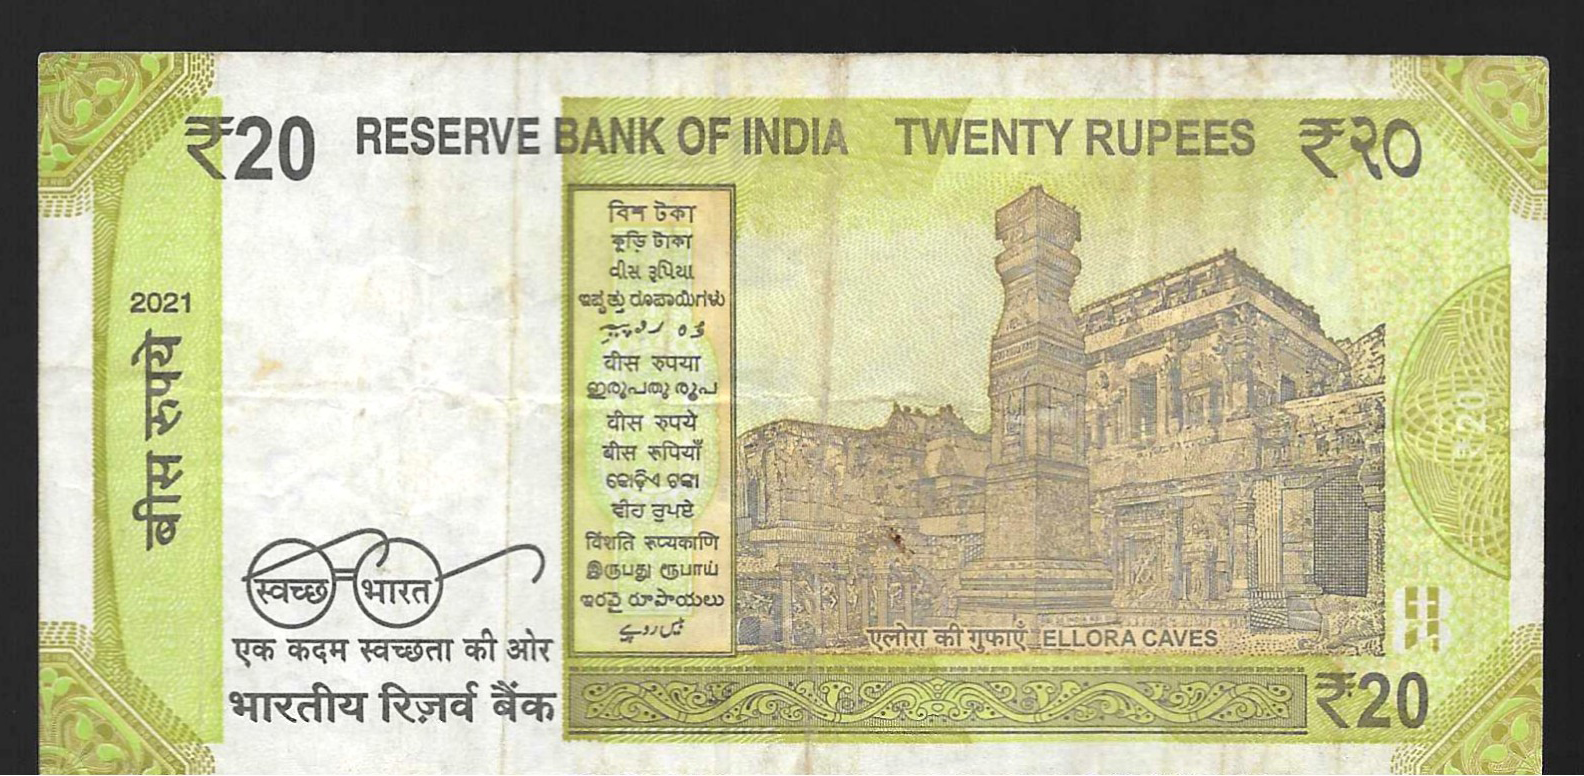 ₹20 RESERVE BANK OF INDIA TWENTY RUPEES ₹२०
2021
बीस रुपये
বিশ টকা
কুড়ি টাকা
વીસ રૂપિયા
ಇಪ್ಪತ್ತು ರೂಪಾಯಿಗಳು
वीस रुपया
ഇരുപതു രൂപ
वीस रुपये
बीस रुपियाँ
କୋଡ଼ିଏ ଟଙ୍କା
ਵੀਹ ਰੁਪਏ
विंशति रूप्यकाणि
இருபது ரூபாய்
ఇరవై రూపాయలు
بیس روپیے
एलोरा की गुफाएँ ELLORA CAVES
₹20
स्वच्छ भारत
एक कदम स्वच्छता की ओर
भारतीय रिज़र्व बैंक
₹20